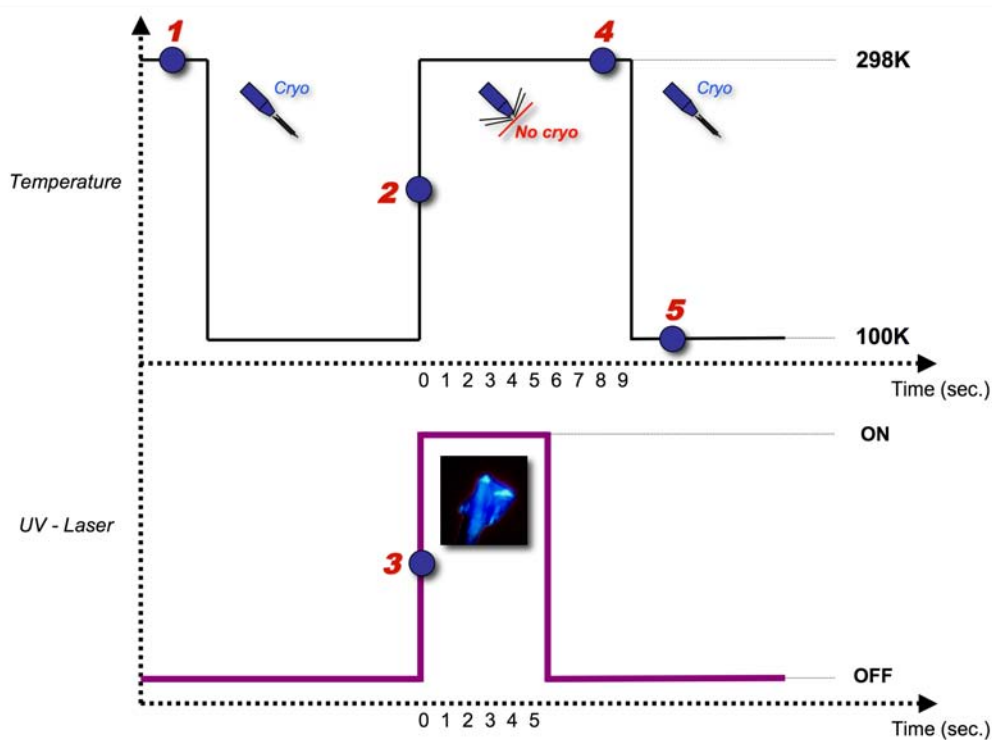 1
4
298K
Cryo
Cryo
No cryo
Temperature
2
5
100K
0 1 2 3 4 5 6 7 8 9
Time (sec.)
ON
UV - Laser
3
OFF
0 1 2 3 4 5
Time (sec.)